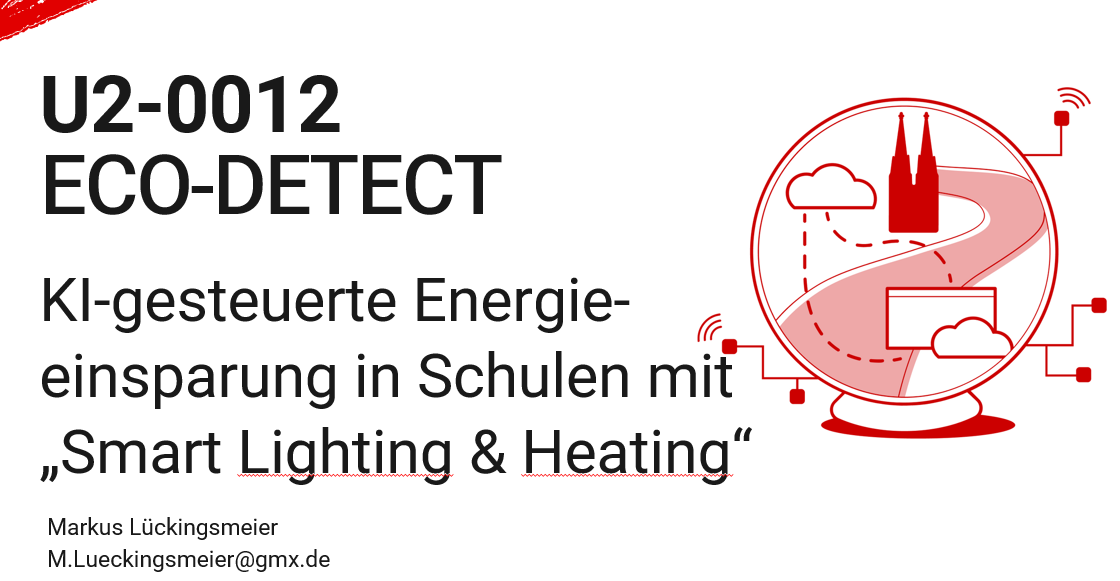 U2-0012
ECO-DETECT
KI-gesteuerte Energie-
einsparung in Schulen mit
„Smart Lighting & Heating“
Markus Lückingsmeier
M.Lueckingsmeier@gmx.de